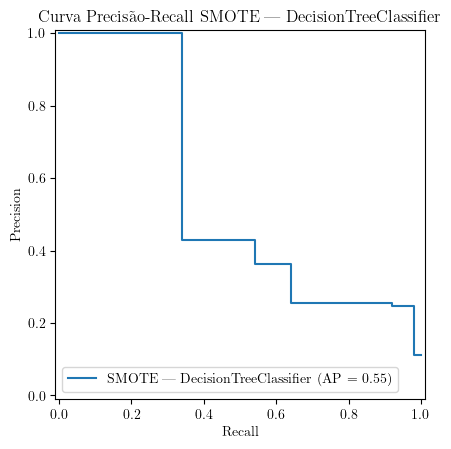 Curva Precisão-Recall SMOTE — DecisionTreeClassifier
1.0
0.8
0.6
0.4
0.2
0.0
Precision
SMOTE — DecisionTreeClassifier (AP = 0.55)
0.0 0.2 0.4 0.6 0.8 1.0
Recall